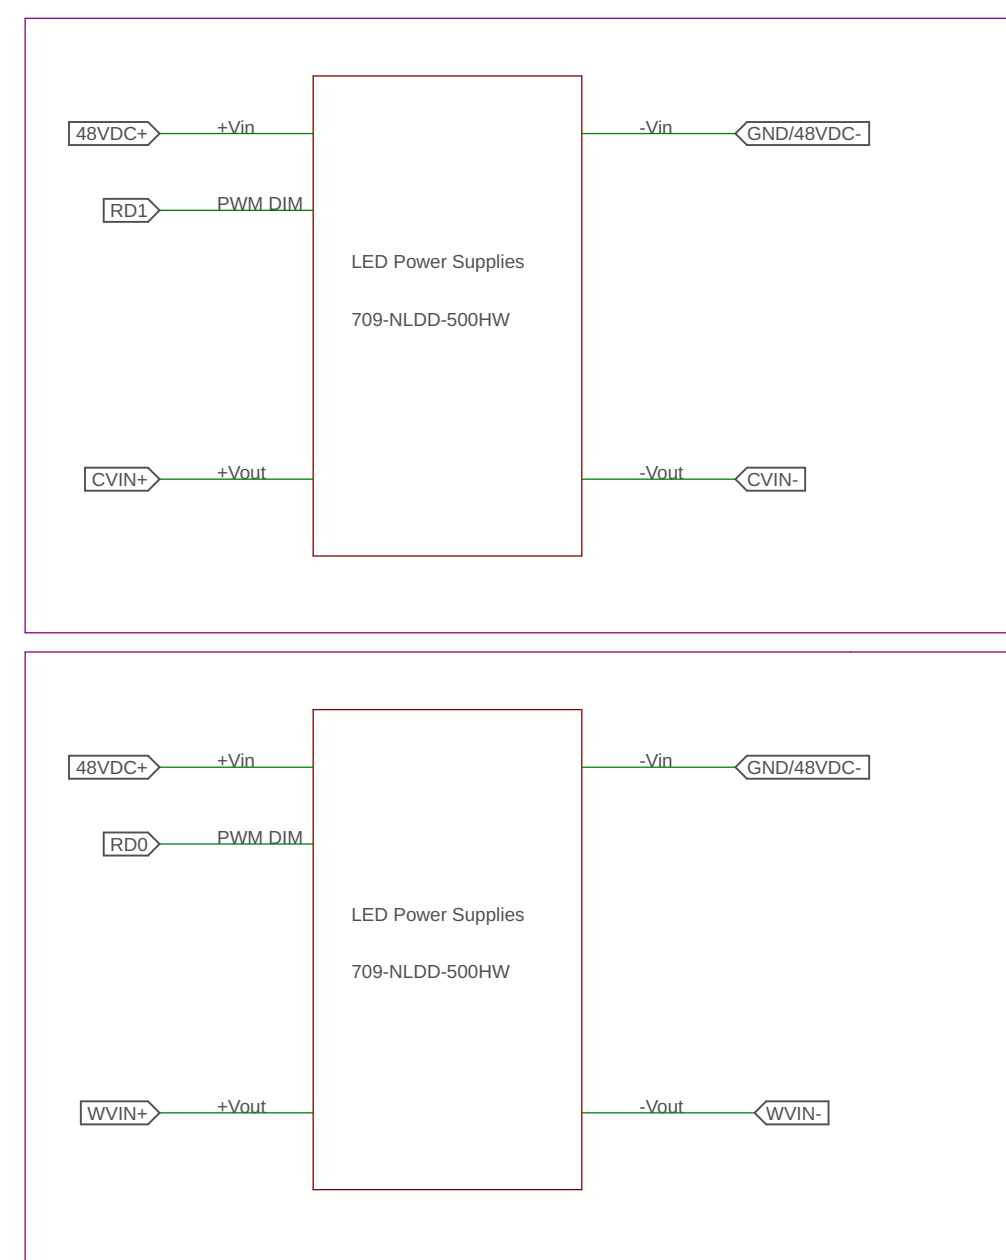 48VDC+ +Vin -Vin GND/48VDC-
RD1 PWM DIM
LED Power Supplies
709-NLDD-500HW
CVIN+ +Vout -Vout CVIN-
48VDC+ +Vin -Vin GND/48VDC-
RD0 PWM DIM
LED Power Supplies
709-NLDD-500HW
WVIN+ +Vout -Vout WVIN-